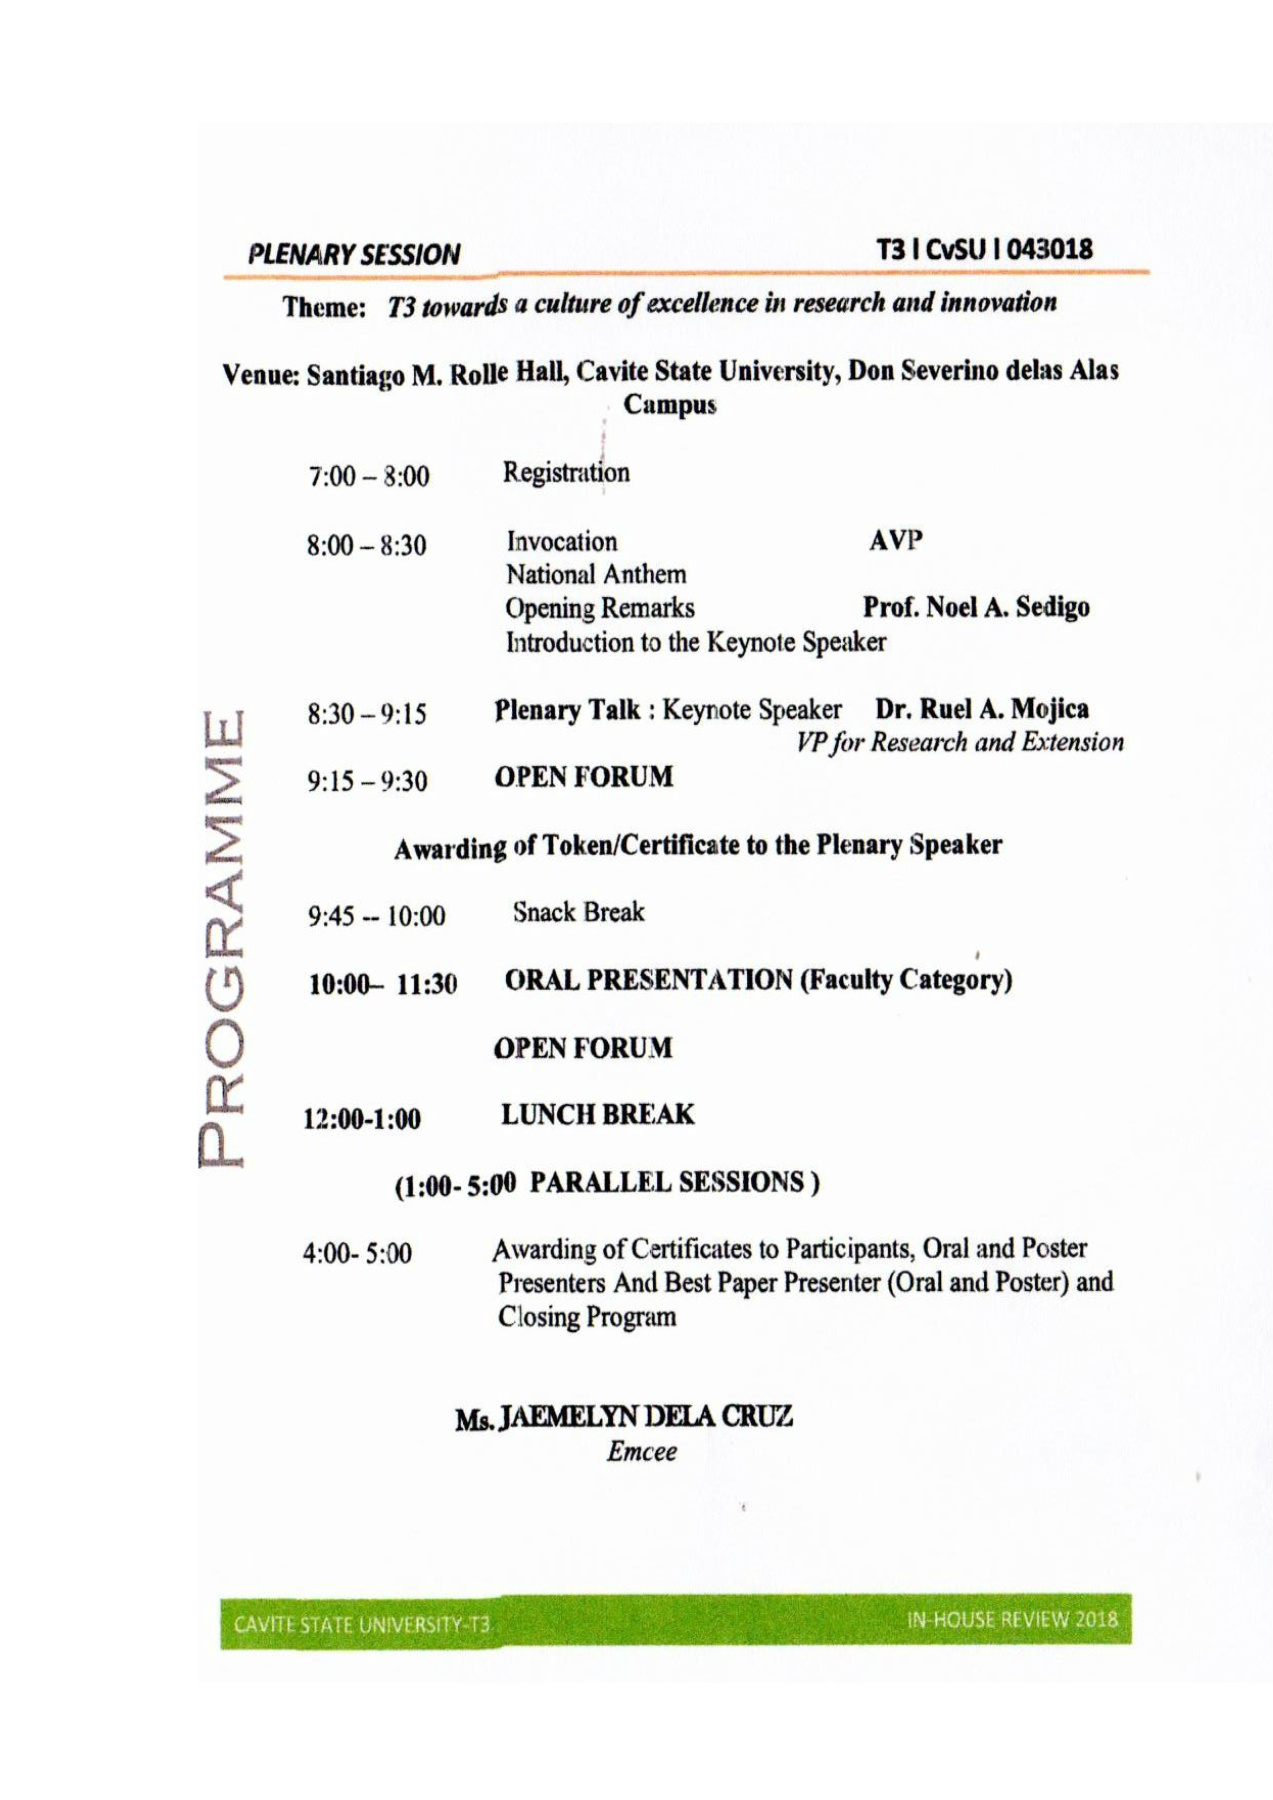 PLENARY SESSION T3 I CvSU I 043018
Theme: T3 towards a culture of excellence in research and innovation
Venue: Santiago M. Rolle Hall, Cavite State University, Don Severino delas Alas
Campus
7:00 – 8:00 Registration
8:00 – 8:30 Invocation AVP
National Anthem
Opening Remarks Prof. Noel A. Sedigo
Introduction to the Keynote Speaker
8:30 – 9:15 Plenary Talk : Keynote Speaker Dr. Ruel A. Mojica
VP for Research and Extension
9:15 – 9:30 OPEN FORUM
Awarding of Token/Certificate to the Plenary Speaker
9:45 -- 10:00 Snack Break
10:00– 11:30 ORAL PRESENTATION (Faculty Category)
OPEN FORUM
12:00-1:00 LUNCH BREAK
(1:00- 5:00 PARALLEL SESSIONS )
4:00- 5:00 Awarding of Certificates to Participants, Oral and Poster
Presenters And Best Paper Presenter (Oral and Poster) and
Closing Program
Ms. JAEMELYN DELA CRUZ
Emcee
PROGRAMME
CAVITE STATE UNIVERSITY-T3 IN-HOUSE REVIEW 2018